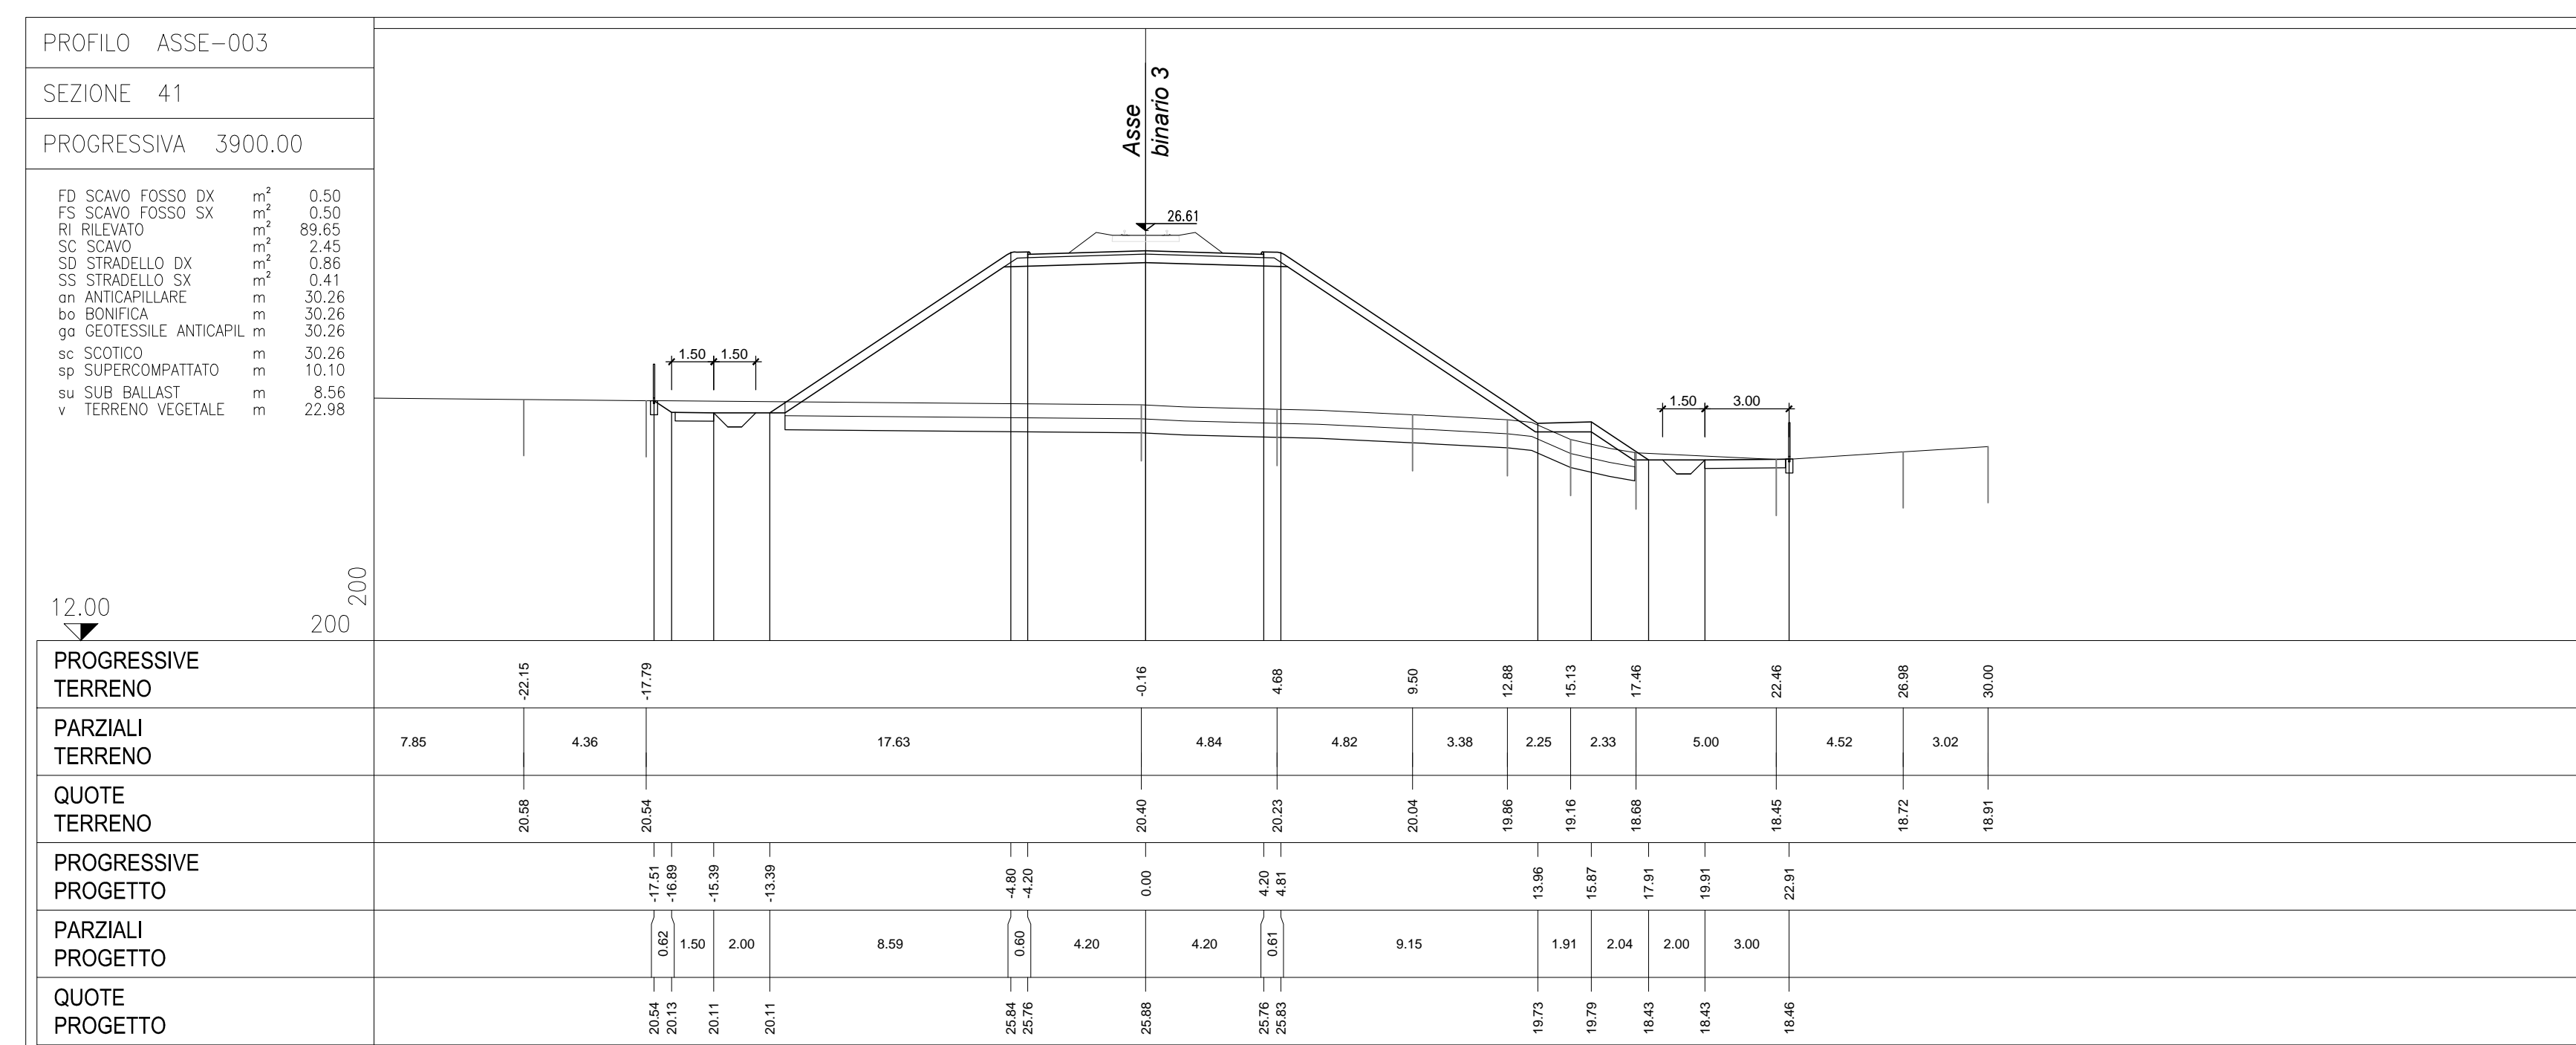 PROFILO ASSE-003
SEZIONE 41
PROGRESSIVA 3900.00
FD SCAVO FOSSO DX m² 0.50
FS SCAVO FOSSO SX m² 0.50
RI RILEVATO m² 89.65
SC SCAVO m² 2.45
SD STRADELLO DX m² 0.86
SS STRADELLO SX m² 0.41
an ANTICAPILLARE m 30.26
bo BONIFICA m 30.26
ga GEOTESSILE ANTICAPIL m 30.26
sc SCOTICO m 30.26
sp SUPERCOMPATTATO m 10.10
su SUB BALLAST m 8.56
v TERRENO VEGETALE m 22.98
12.00
200
200
Asse
binario 3
26.61
1.50 1.50
1.50 3.00
PROGRESSIVE
TERRENO
-22.15 -17.79 -0.16 4.68 9.50 12.88 15.13 17.46 22.46 26.98 30.00
PARZIALI
TERRENO
7.85 4.36 17.63 4.84 4.82 3.38 2.25 2.33 5.00 4.52 3.02
QUOTE
TERRENO
20.58 20.54 20.40 20.23 20.04 19.86 19.16 18.68 18.45 18.72 18.91
PROGRESSIVE
PROGETTO
-17.51 -16.89 -15.39 -13.39 -4.80 -4.20 0.00 4.20 4.81 13.96 15.87 17.91 19.91 22.91
PARZIALI
PROGETTO
0.62 1.50 2.00 8.59 0.60 4.20 4.20 0.61 9.15 1.91 2.04 2.00 3.00
QUOTE
PROGETTO
20.54 20.13 20.11 20.11 25.84 25.76 25.88 25.76 25.83 19.73 19.79 18.43 18.43 18.46